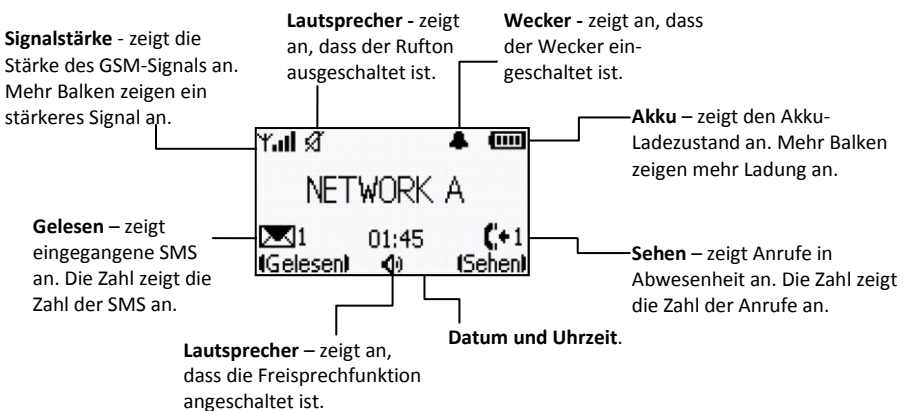 Signalstärke - zeigt die
Stärke des GSM-Signals an.
Mehr Balken zeigen ein
stärkeres Signal an.
Lautsprecher - zeigt
an, dass der Rufton
ausgeschaltet ist.
Wecker - zeigt an, dass
der Wecker ein-
geschaltet ist.
Akku – zeigt den Akku-
Ladezustand an. Mehr Balken
zeigen mehr Ladung an.
NETWORK A
1 01:45 1
Gelesen Sehen
Gelesen – zeigt
eingegangene SMS
an. Die Zahl zeigt die
Zahl der SMS an.
Sehen – zeigt Anrufe in
Abwesenheit an. Die Zahl zeigt
die Zahl der Anrufe an.
Lautsprecher – zeigt an,
dass die Freisprechfunktion
angeschaltet ist.
Datum und Uhrzeit.